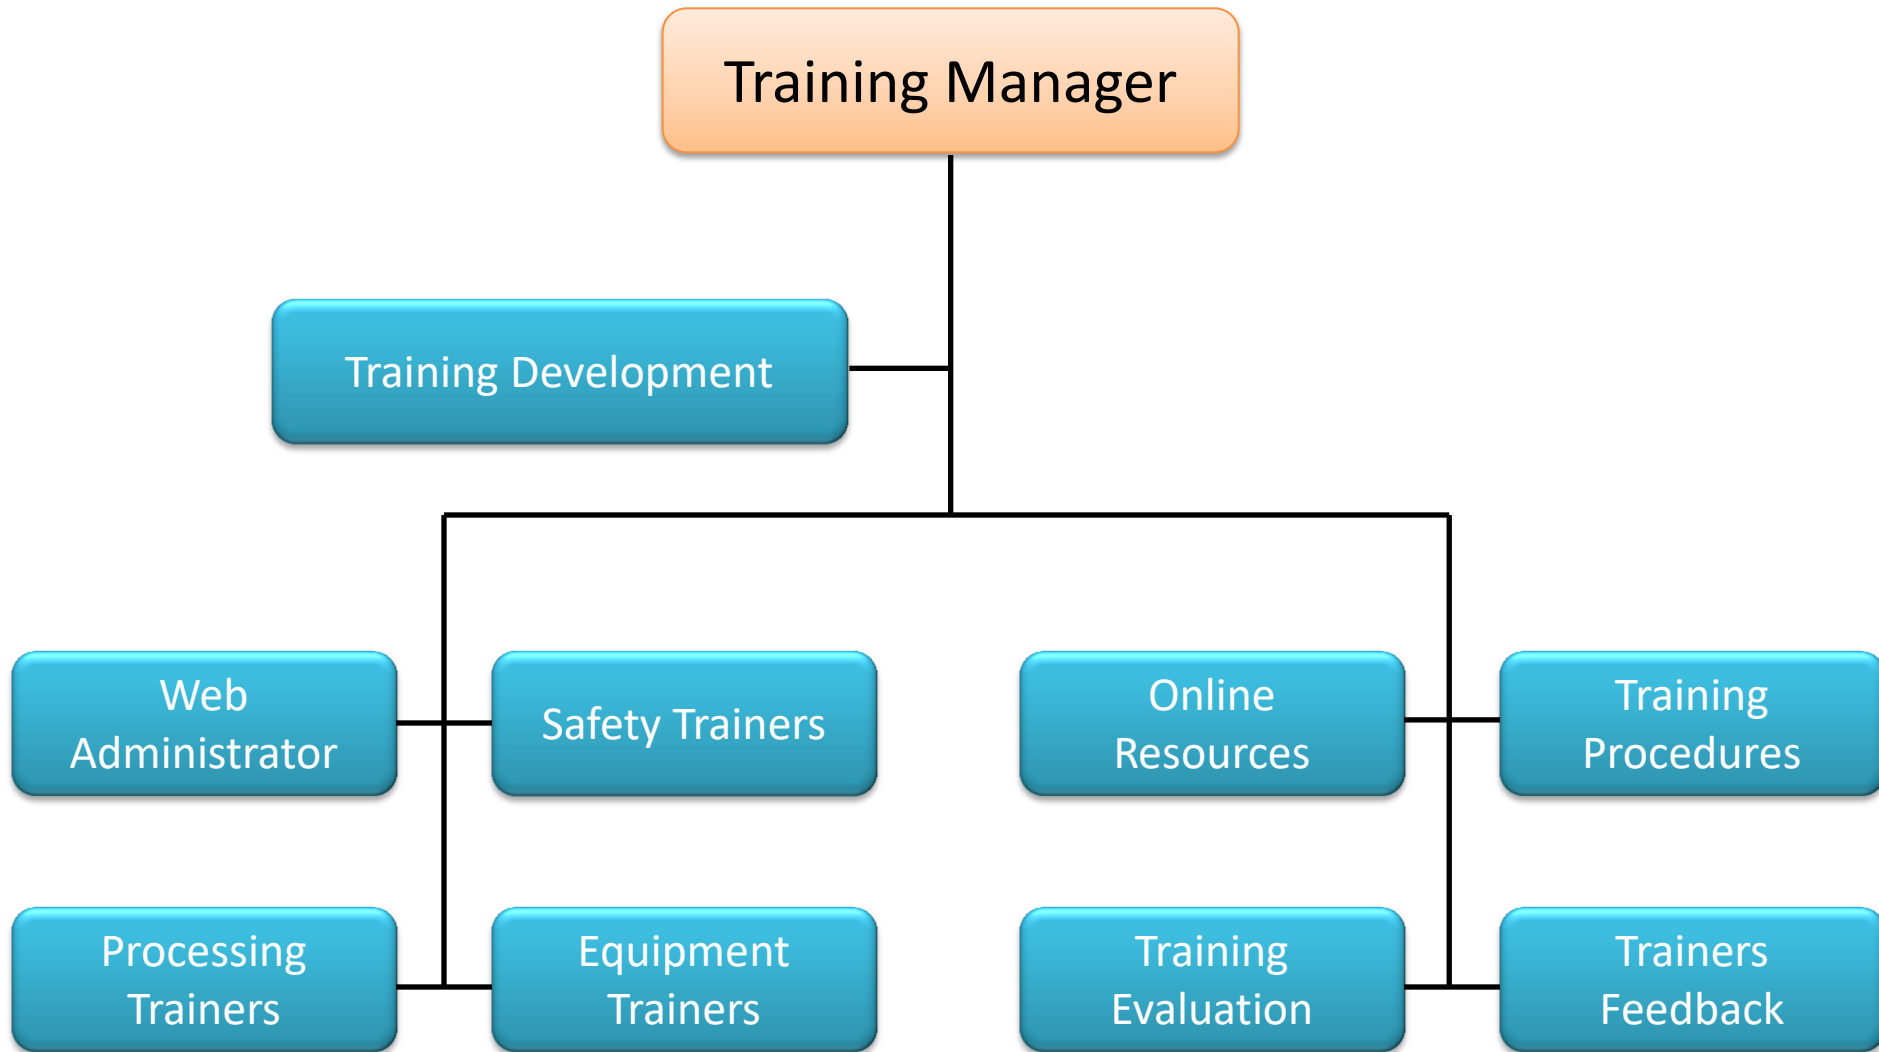 Training Manager
Training Development
Web
Administrator
Safety Trainers
Online
Resources
Training
Procedures
Processing
Trainers
Equipment
Trainers
Training
Evaluation
Trainers
Feedback